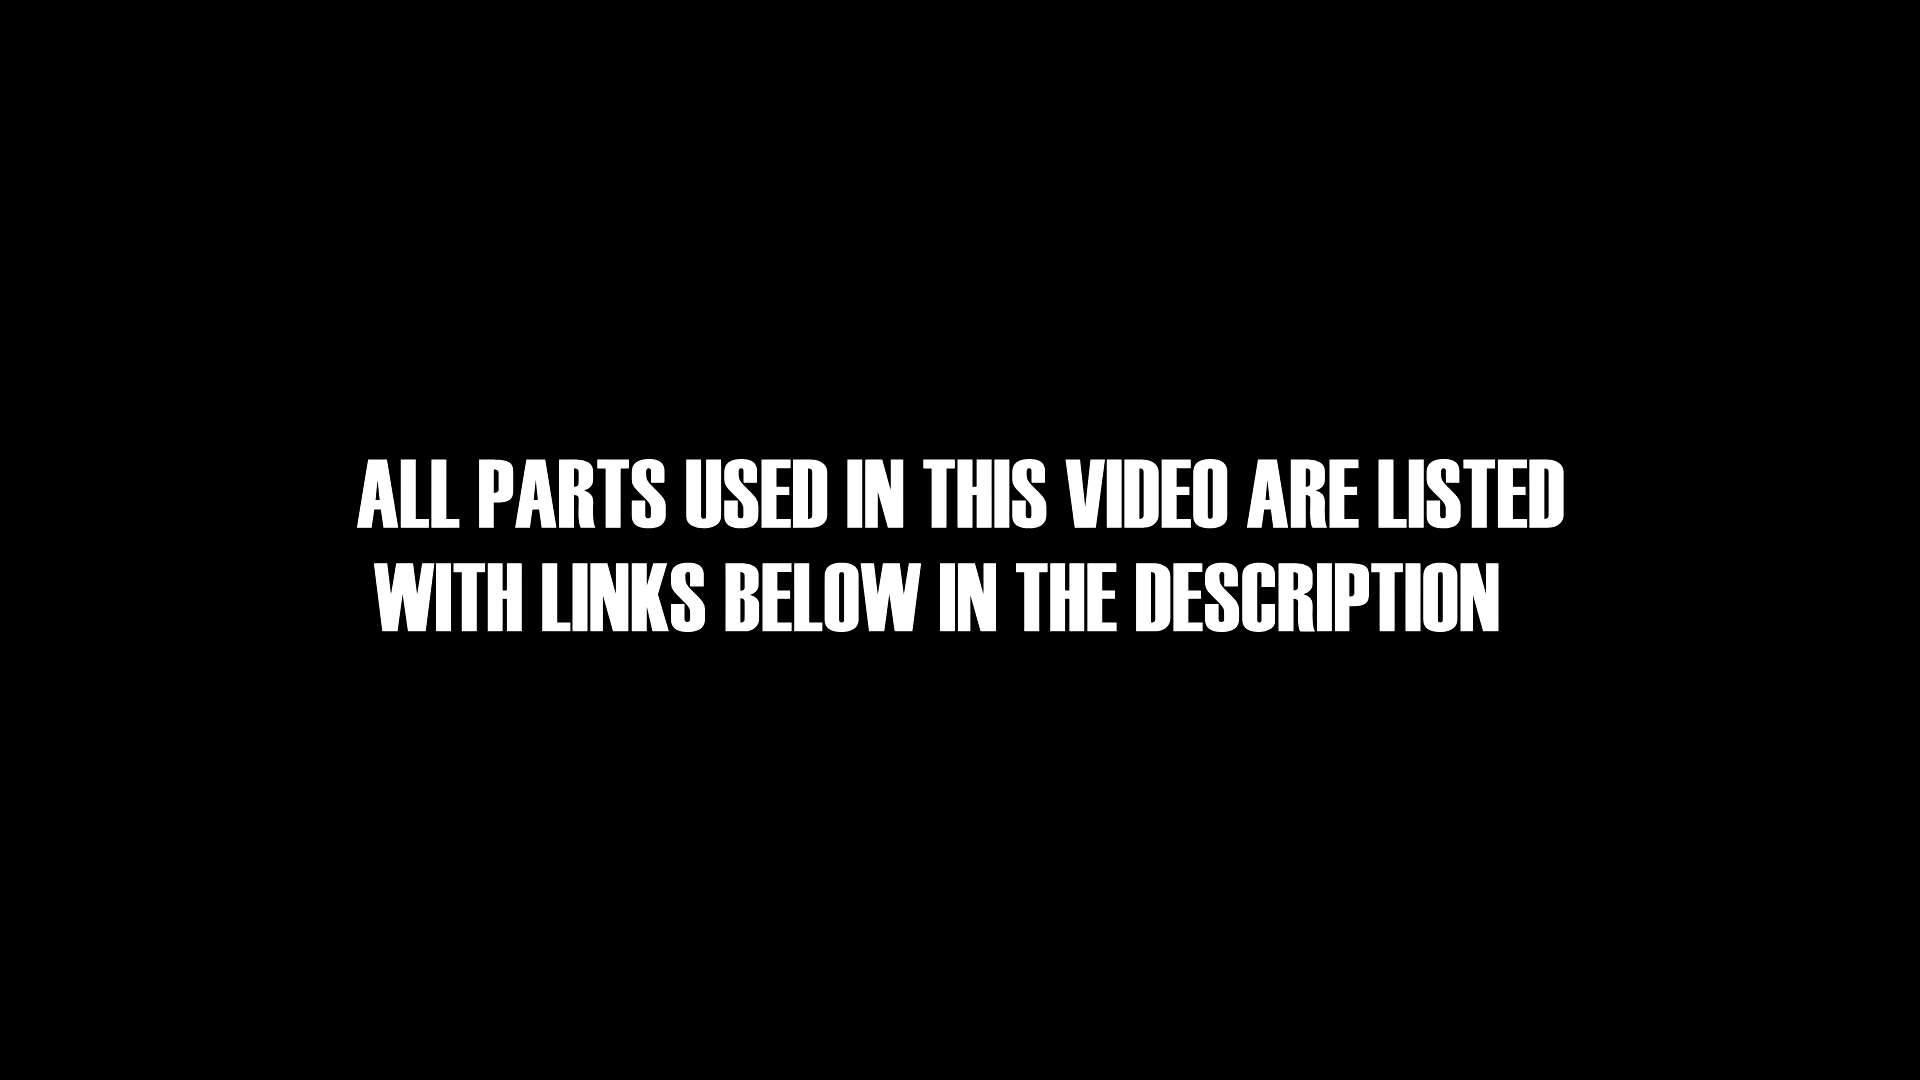 ALL PARTS USED IN THIS VIDEO ARE LISTED
WITH LINKS BELOW IN THE DESCRIPTION